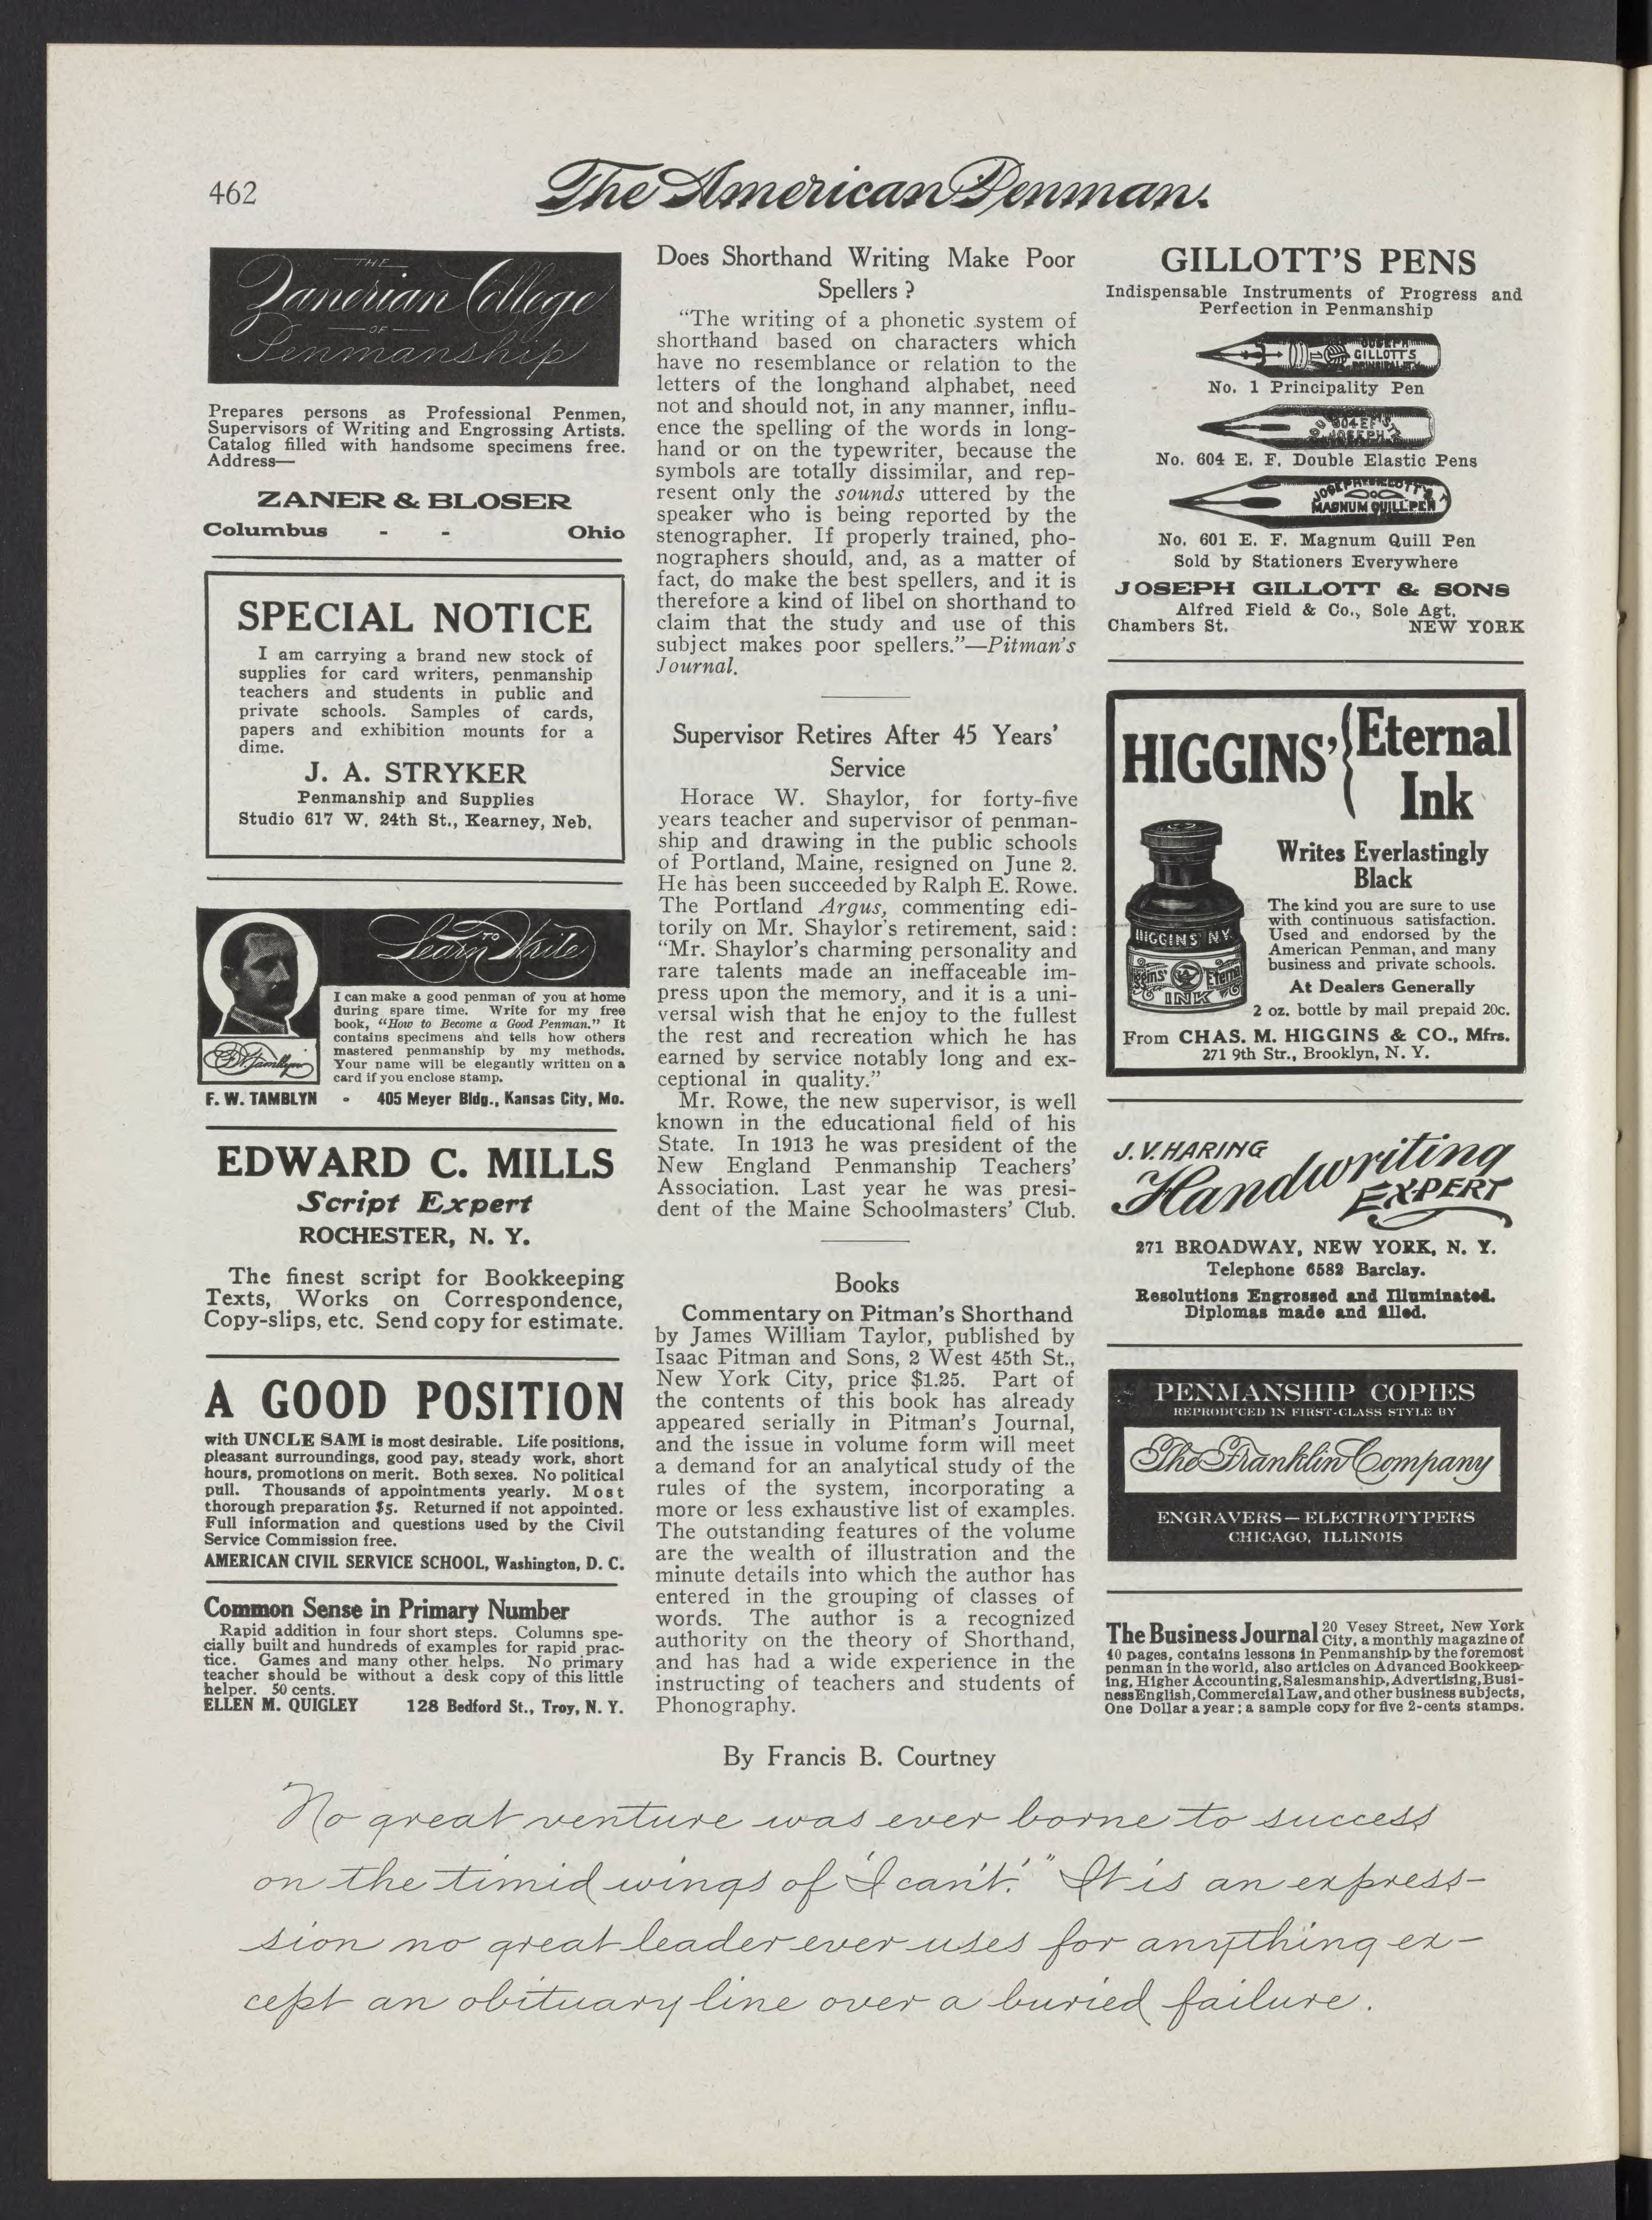 462
The American Penman.
THE
Zanerian College
OF
Penmanship
Prepares persons as Professional Penmen,
Supervisors of Writing and Engrossing Artists.
Catalog filled with handsome specimens free.
Address—
ZANER & BLOSER
Columbus - - Ohio
SPECIAL NOTICE
I am carrying a brand new stock of
supplies for card writers, penmanship
teachers and students in public and
private schools. Samples of cards,
papers and exhibition mounts for a
dime.
J. A. STRYKER
Penmanship and Supplies
Studio 617 W. 24th St., Kearney, Neb.
Learn TO Write
I can make a good penman of you at home
during spare time. Write for my free
book, “How to Become a Good Penman.” It
contains specimens and tells how others
mastered penmanship by my methods.
Your name will be elegantly written on a
card if you enclose stamp.
F. W. Tamblyn
F. W. TAMBLYN - 405 Meyer Bldg., Kansas City, Mo.
EDWARD C. MILLS
Script Expert
ROCHESTER, N. Y.
The finest script for Bookkeeping
Texts, Works on Correspondence,
Copy-slips, etc. Send copy for estimate.
A GOOD POSITION
with UNCLE SAM is most desirable. Life positions,
pleasant surroundings, good pay, steady work, short
hours, promotions on merit. Both sexes. No political
pull. Thousands of appointments yearly. Most
thorough preparation $5. Returned if not appointed.
Full information and questions used by the Civil
Service Commission free.
AMERICAN CIVIL SERVICE SCHOOL, Washington, D. C.
Common Sense in Primary Number
Rapid addition in four short steps. Columns spe-
cially built and hundreds of examples for rapid prac-
tice. Games and many other helps. No primary
teacher should be without a desk copy of this little
helper. 50 cents.
ELLEN M. QUIGLEY 128 Bedford St., Troy, N. Y.
Does Shorthand Writing Make Poor
Spellers ?
“The writing of a phonetic system of
shorthand based on characters which
have no resemblance or relation to the
letters of the longhand alphabet, need
not and should not, in any manner, influ-
ence the spelling of the words in long-
hand or on the typewriter, because the
symbols are totally dissimilar, and rep-
resent only the sounds uttered by the
speaker who is being reported by the
stenographer. If properly trained, pho-
nographers should, and, as a matter of
fact, do make the best spellers, and it is
therefore a kind of libel on shorthand to
claim that the study and use of this
subject makes poor spellers.”—Pitman's
Journal.
Supervisor Retires After 45 Years'
Service
Horace W. Shaylor, for forty-five
years teacher and supervisor of penman-
ship and drawing in the public schools
of Portland, Maine, resigned on June 2.
He has been succeeded by Ralph E. Rowe.
The Portland Argus, commenting edi-
torily on Mr. Shaylor's retirement, said:
“Mr. Shaylor's charming personality and
rare talents made an ineffaceable im-
press upon the memory, and it is a uni-
versal wish that he enjoy to the fullest
the rest and recreation which he has
earned by service notably long and ex-
ceptional in quality.”
Mr. Rowe, the new supervisor, is well
known in the educational field of his
State. In 1913 he was president of the
New England Penmanship Teachers'
Association. Last year he was presi-
dent of the Maine Schoolmasters' Club.
Books
Commentary on Pitman's Shorthand
by James William Taylor, published by
Isaac Pitman and Sons, 2 West 45th St.,
New York City, price $1.25. Part of
the contents of this book has already
appeared serially in Pitman's Journal,
and the issue in volume form will meet
a demand for an analytical study of the
rules of the system, incorporating a
more or less exhaustive list of examples.
The outstanding features of the volume
are the wealth of illustration and the
minute details into which the author has
entered in the grouping of classes of
words. The author is a recognized
authority on the theory of Shorthand,
and has had a wide experience in the
instructing of teachers and students of
Phonography.
GILLOTT'S PENS
Indispensable Instruments of Progress and
Perfection in Penmanship
JOSEPH
GILLOTT'S
PRINCIPALITY
No. 1 Principality Pen
604 EF
JOSEPH
No. 604 E. F. Double Elastic Pens
JOSEPH GILLOTT'S
MAGNUM QUILL PEN
No. 601 E. F. Magnum Quill Pen
Sold by Stationers Everywhere
JOSEPH GILLOTT & SONS
Alfred Field & Co., Sole Agt.
Chambers St. NEW YORK
HIGGINS' Eternal
Ink
Writes Everlastingly
Black
The kind you are sure to use
with continuous satisfaction.
Used and endorsed by the
American Penman, and many
business and private schools.
At Dealers Generally
2 oz. bottle by mail prepaid 20c.
HIGGINS' N.Y.
Higgins' Eternal
INK
From CHAS. M. HIGGINS & CO., Mfrs.
271 9th Str., Brooklyn, N. Y.
J. V. HARING
Handwriting
EXPERT
271 BROADWAY, NEW YORK, N. Y.
Telephone 6582 Barclay.
Resolutions Engrossed and Illuminated.
Diplomas made and filled.
PENMANSHIP COPIES
REPRODUCED IN FIRST-CLASS STYLE BY
The Franklin Company
ENGRAVERS — ELECTROTYPERS
CHICAGO, ILLINOIS
The Business Journal 20 Vesey Street, New York
City, a monthly magazine of
40 pages, contains lessons in Penmanship by the foremost
penman in the world, also articles on Advanced Bookkeep-
ing, Higher Accounting, Salesmanship, Advertising, Busi-
ness English, Commercial Law, and other business subjects,
One Dollar a year; a sample copy for five 2-cents stamps.
By Francis B. Courtney
No great venture was ever borne to success
on the timid wings of "I can't." It is an express-
sion no great leader ever uses for anything ex-
cept an obituary line over a buried failure.